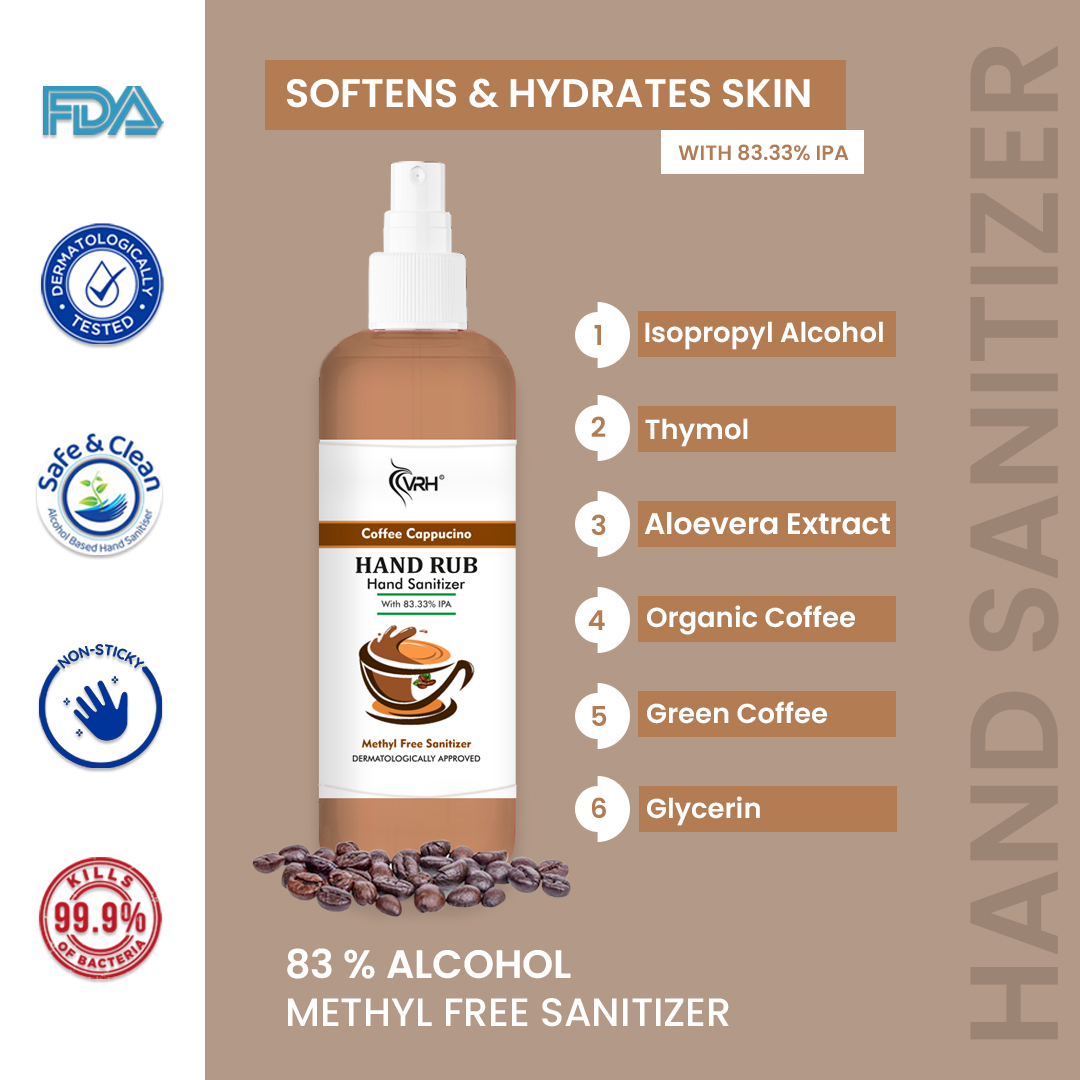 FDA
DERMATOLOGICALLY
TESTED
Safe & Clean
Alcohol Based Hand Sanitiser
NON-STICKY
KILLS
99.9%
OF BACTERIA
SOFTENS & HYDRATES SKIN
WITH 83.33% IPA
VRH©
Coffee Cappucino
HAND RUB
Hand Sanitizer
With 83.33% IPA
Methyl Free Sanitizer
DERMATOLOGICALLY APPROVED
1 Isopropyl Alcohol
2 Thymol
3 Aloevera Extract
4 Organic Coffee
5 Green Coffee
6 Glycerin
83 % ALCOHOL
METHYL FREE SANITIZER
HAND SANITIZER